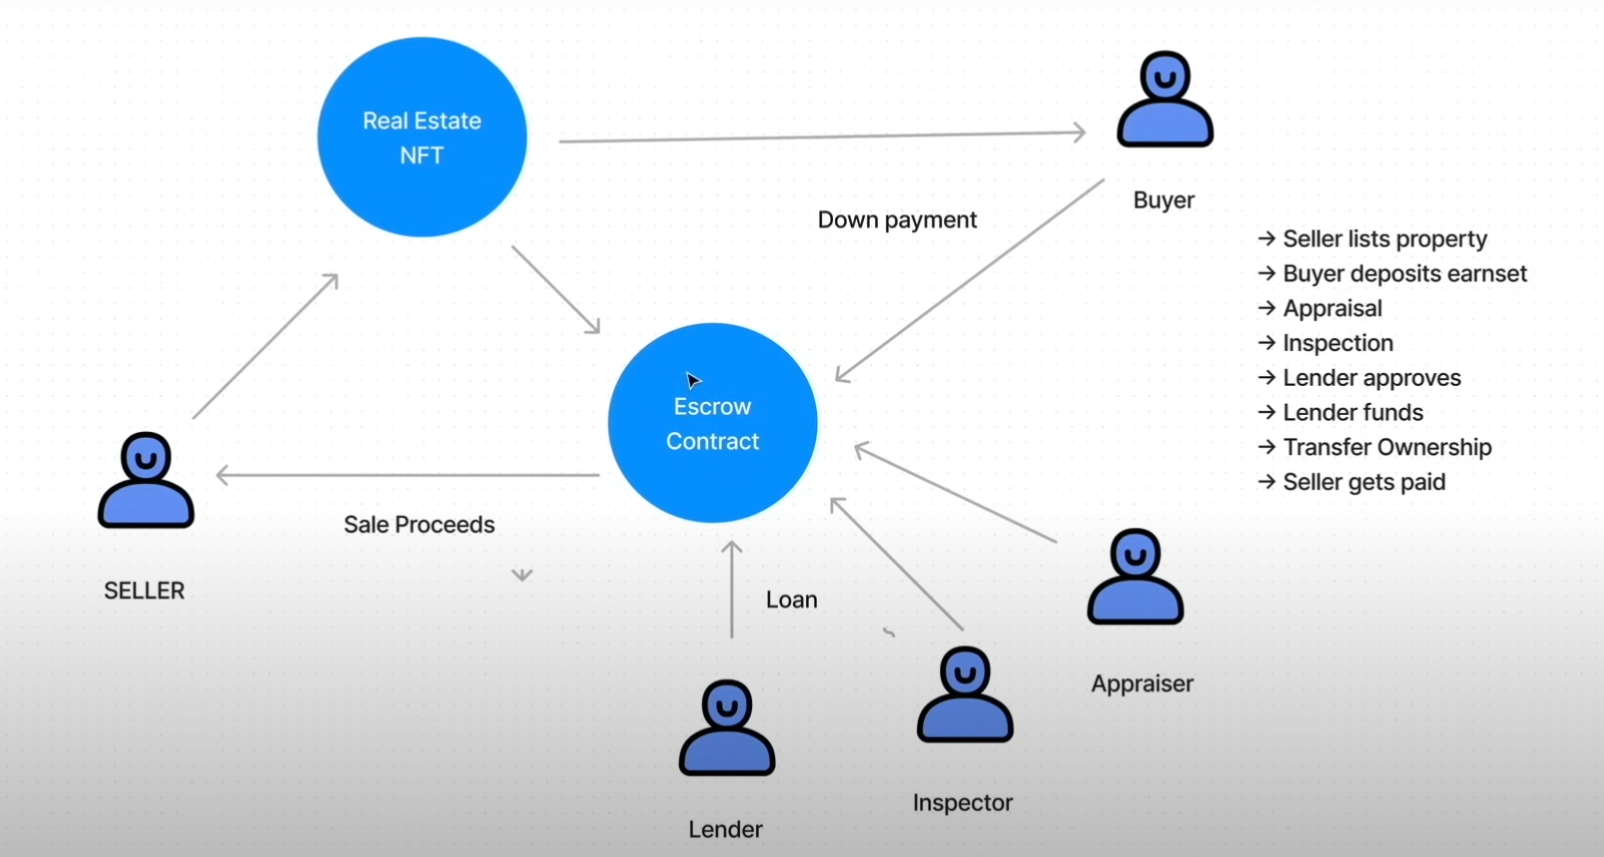 Real Estate
NFT
Buyer
Down payment
→ Seller lists property
→ Buyer deposits earnset
→ Appraisal
→ Inspection
→ Lender approves
→ Lender funds
→ Transfer Ownership
→ Seller gets paid
Escrow
Contract
Sale Proceeds
SELLER
Loan
Appraiser
Inspector
Lender